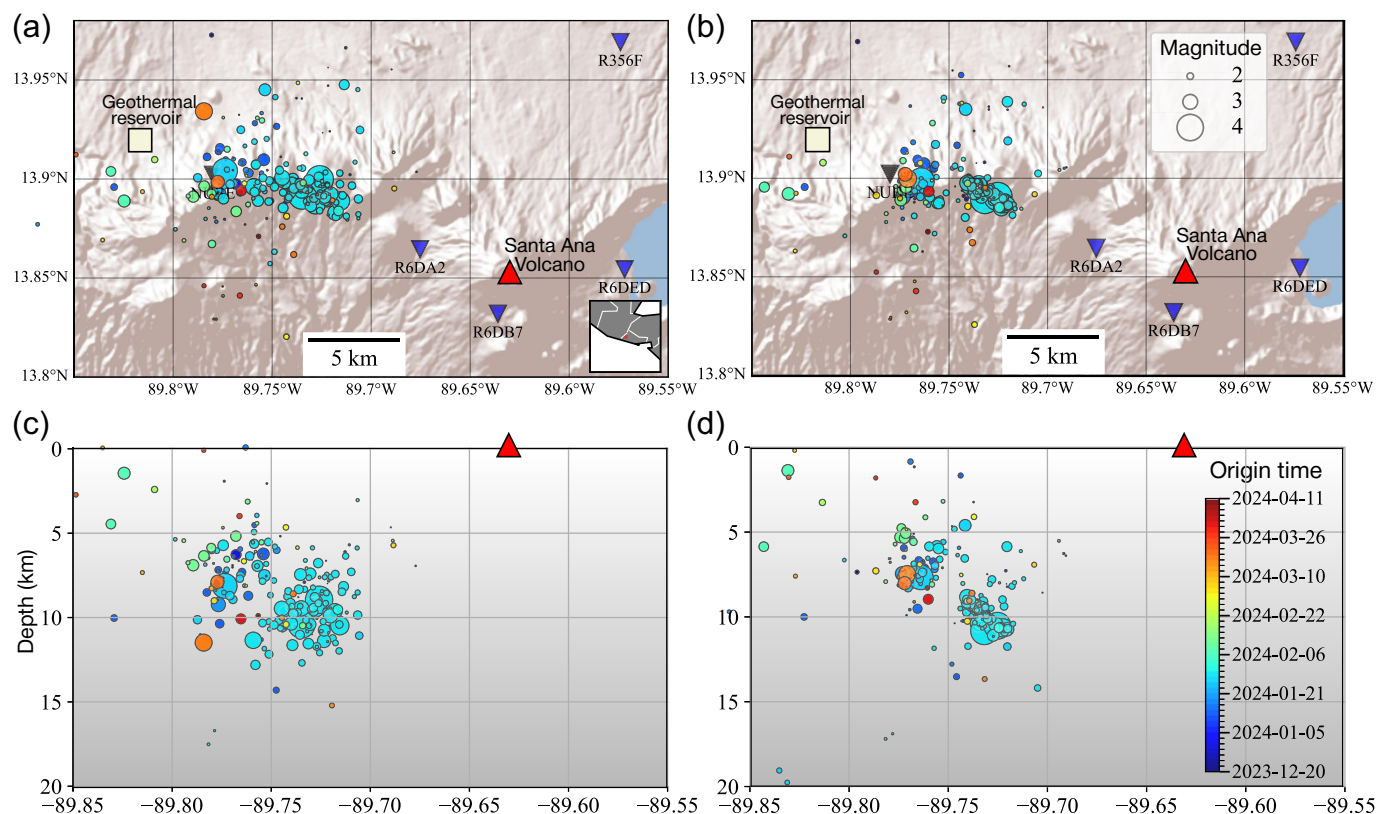 (a)
13.95°N
13.9°N
13.85°N
13.8°N
Geothermal
reservoir
R356F
R6DA2
Santa Ana
Volcano
R6DED
R6DB7
5 km
89.8°W
89.75°W
89.7°W
89.65°W
89.6°W
89.55°W
(b)
13.95°N
13.9°N
13.85°N
13.8°N
Geothermal
reservoir
Magnitude
2
3
4
R356F
R6DA2
Santa Ana
Volcano
R6DED
R6DB7
5 km
89.8°W
89.75°W
89.7°W
89.65°W
89.6°W
89.55°W
(c)
Depth (km)
0
5
10
15
20
−89.85
−89.80
−89.75
−89.70
−89.65
−89.60
−89.55
(d)
0
5
10
15
20
Origin time
2024-04-11
2024-03-26
2024-03-10
2024-02-22
2024-02-06
2024-01-21
2024-01-05
2023-12-20
−89.85
−89.80
−89.75
−89.70
−89.65
−89.60
−89.55